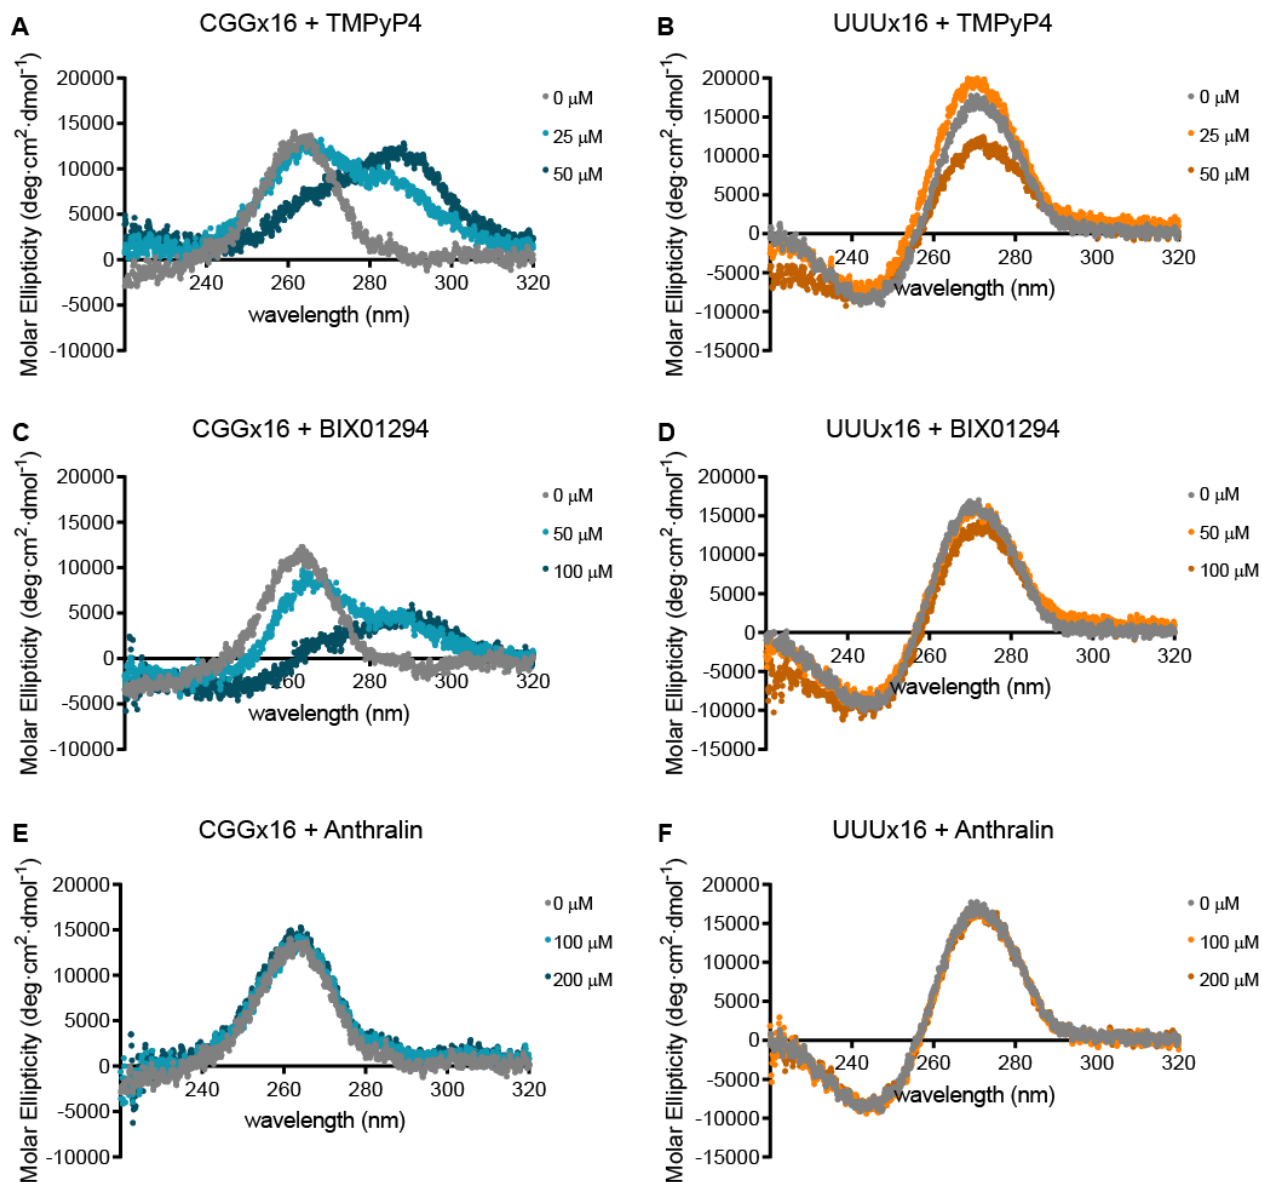 A
CGGx16 + TMPyP4
Molar Ellipticity (deg·cm²·dmol⁻¹)
20000
15000
10000
5000
0
-5000
-10000
240 260 280 300 320
wavelength (nm)
0 µM
25 µM
50 µM
B
UUUx16 + TMPyP4
Molar Ellipticity (deg·cm²·dmol⁻¹)
20000
15000
10000
5000
0
-5000
-10000
-15000
240 260 280 300 320
wavelength (nm)
0 µM
25 µM
50 µM
C
CGGx16 + BIX01294
Molar Ellipticity (deg·cm²·dmol⁻¹)
20000
15000
10000
5000
0
-5000
-10000
240 260 280 300 320
wavelength (nm)
0 µM
50 µM
100 µM
D
UUUx16 + BIX01294
Molar Ellipticity (deg·cm²·dmol⁻¹)
20000
15000
10000
5000
0
-5000
-10000
-15000
240 260 280 300 320
wavelength (nm)
0 µM
50 µM
100 µM
E
CGGx16 + Anthralin
Molar Ellipticity (deg·cm²·dmol⁻¹)
20000
15000
10000
5000
0
-5000
-10000
240 260 280 300 320
wavelength (nm)
0 µM
100 µM
200 µM
F
UUUx16 + Anthralin
Molar Ellipticity (deg·cm²·dmol⁻¹)
20000
15000
10000
5000
0
-5000
-10000
-15000
240 260 280 300 320
wavelength (nm)
0 µM
100 µM
200 µM